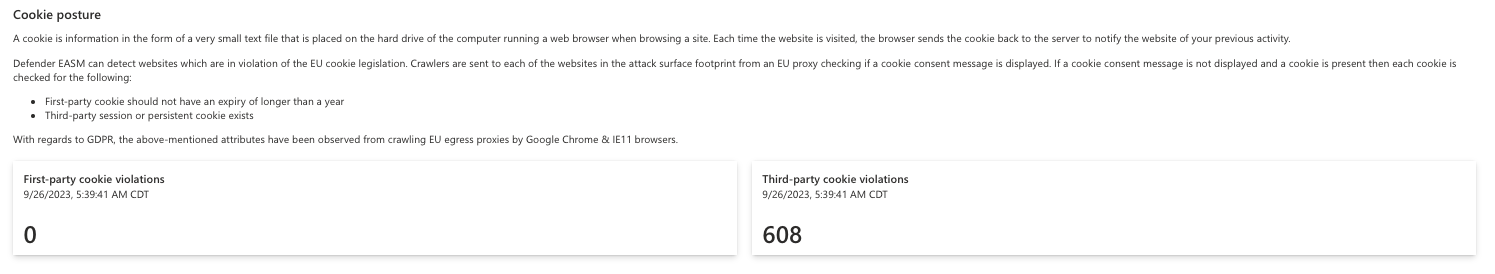 Cookie posture
A cookie is information in the form of a very small text file that is placed on the hard drive of the computer running a web browser when browsing a site. Each time the website is visited, the browser sends the cookie back to the server to notify the website of your previous activity.
Defender EASM can detect websites which are in violation of the EU cookie legislation. Crawlers are sent to each of the websites in the attack surface footprint from an EU proxy checking if a cookie consent message is displayed. If a cookie consent message is not displayed and a cookie is present then each cookie is
checked for the following:
• First-party cookie should not have an expiry of longer than a year
• Third-party session or persistent cookie exists
With regards to GDPR, the above-mentioned attributes have been observed from crawling EU egress proxies by Google Chrome & IE11 browsers.
First-party cookie violations
9/26/2023, 5:39:41 AM CDT
0
Third-party cookie violations
9/26/2023, 5:39:41 AM CDT
608